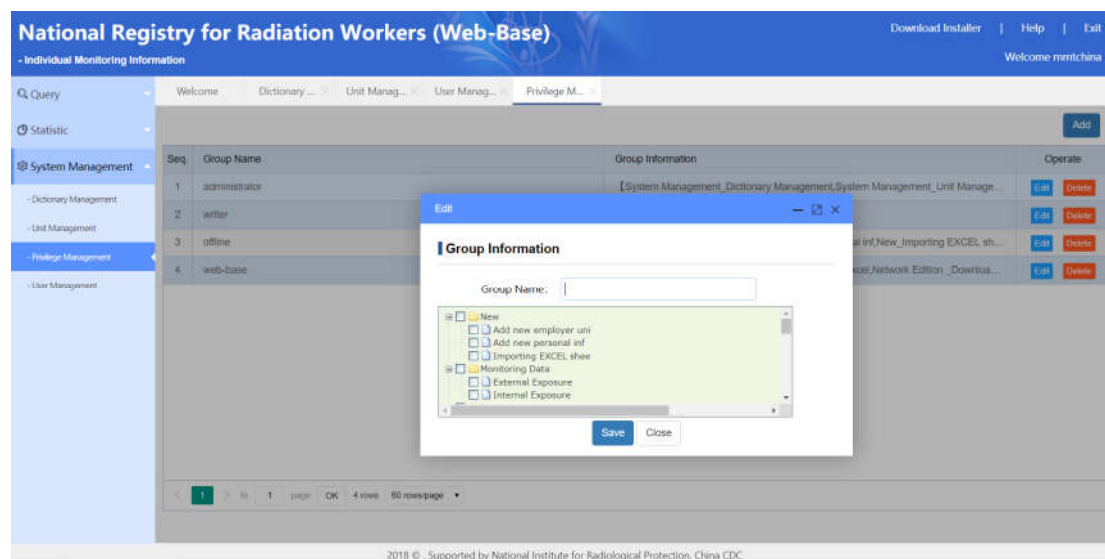 National Registry for Radiation Workers (Web-Base)
Download Installer | Help | Exit
- Individual Monitoring Information
Welcome mmtchina
Query
Welcome Dictionary ... Unit Manag... User Manag... Privilege M...
Statistic
Add
System Management
Seq. Group Name Group Information Operate
1 administrator 【System Management_Dictionary Management,System Management_Unit Manage... Edit Delete
- Dictionary Management
2 writer Edit Delete
- Unit Management
3 offline al inf,New_Importing EXCEL sh... Edit Delete
- Privilege Management
4 web-base xcel,Network Edition _Downloa... Edit Delete
- User Management
Edit
Group Information
Group Name:
New
Add new employer uni
Add new personal inf
Importing EXCEL shee
Monitoring Data
External Exposure
Internal Exposure
Save Close
1 to 1 page OK 4 rows 60 rows/page
2018 © . Supported by National Institute for Radiological Protection, China CDC